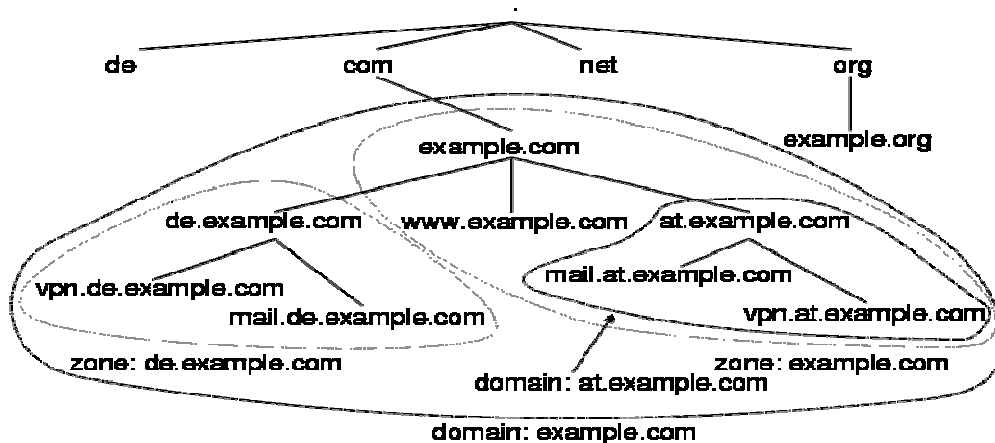 .
de com net org
example.com example.org
de.example.com www.example.com at.example.com
vpn.de.example.com mail.at.example.com
mail.de.example.com vpn.at.example.com
zone: de.example.com zone: example.com
domain: at.example.com
domain: example.com